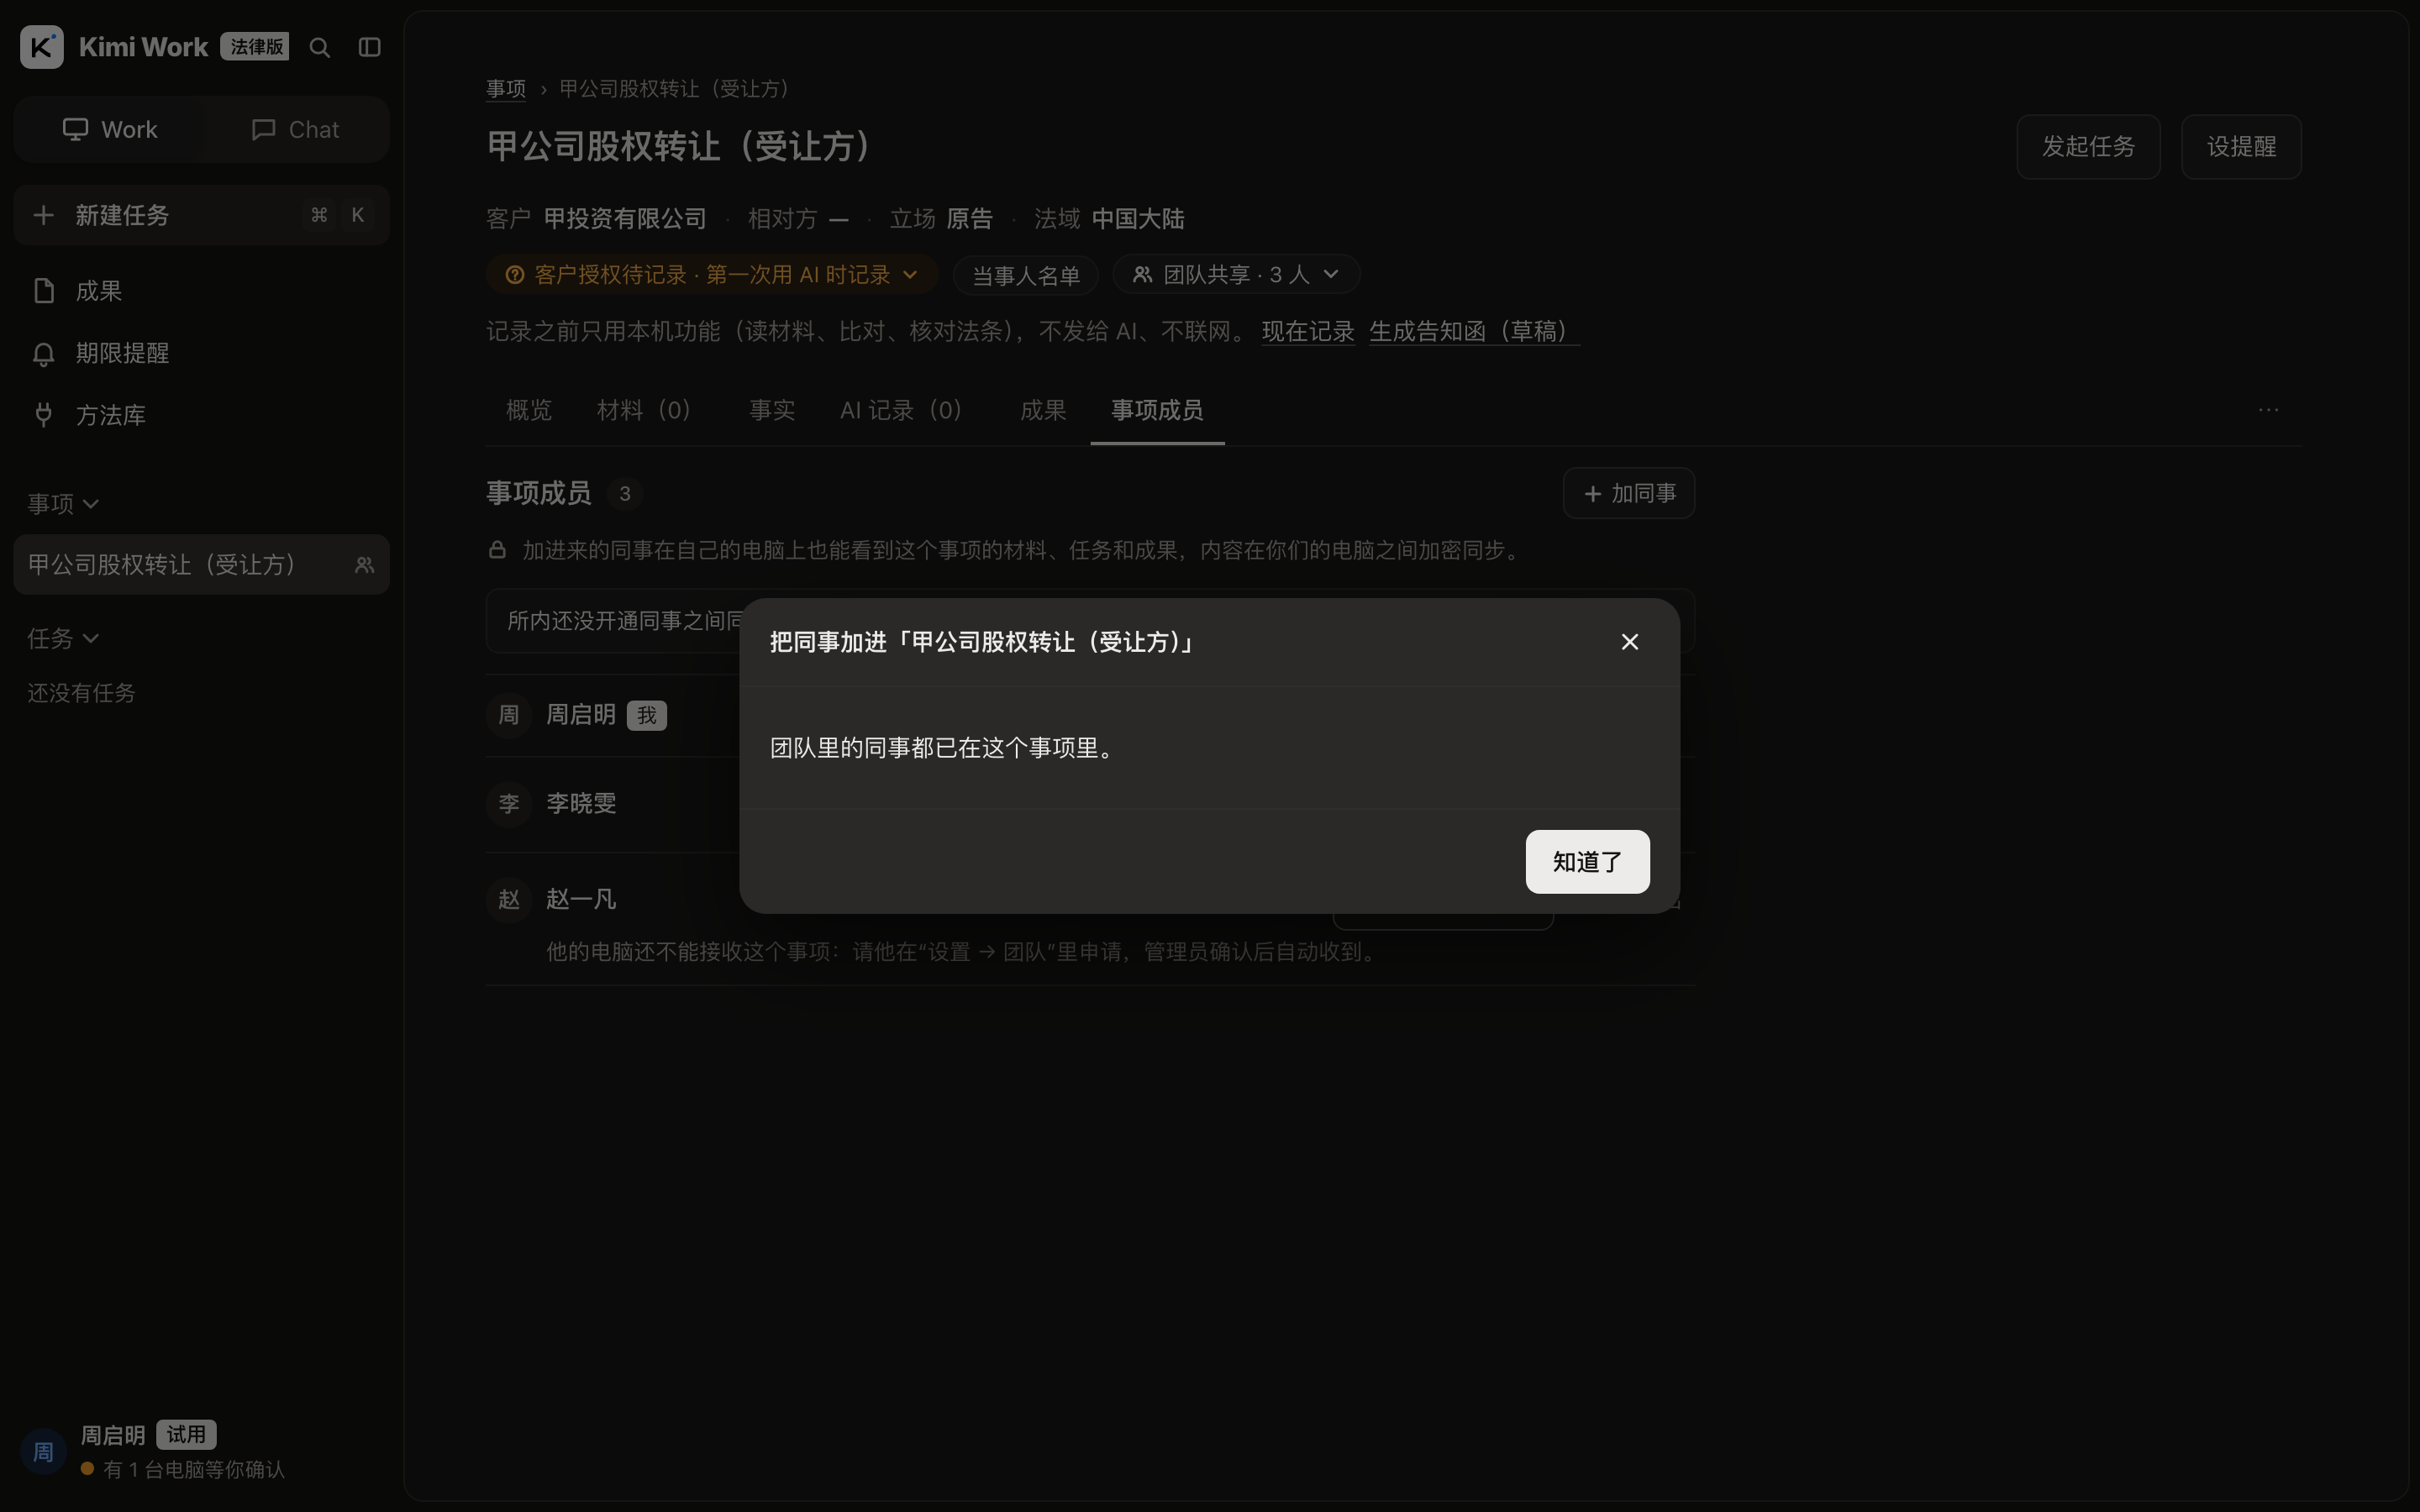 Kimi Work 法律版
Work Chat
新建任务 ⌘ K
成果
期限提醒
方法库
事项
甲公司股权转让（受让方）
任务
还没有任务
周 周启明 试用
有 1 台电脑等你确认
事项 › 甲公司股权转让（受让方）
甲公司股权转让（受让方）
发起任务 设提醒
客户 甲投资有限公司 · 相对方 — · 立场 原告 · 法域 中国大陆
客户授权待记录 · 第一次用 AI 时记录 当事人名单 团队共享 · 3 人
记录之前只用本机功能（读材料、比对、核对法条），不发给 AI、不联网。 现在记录 生成告知函（草稿）
概览 材料（0） 事实 AI 记录（0） 成果 事项成员 ···
事项成员 3 + 加同事
加进来的同事在自己的电脑上也能看到这个事项的材料、任务和成果，内容在你们的电脑之间加密同步。
所内还没开通同事之间同
周 周启明 我
李 李晓雯
赵 赵一凡
他的电脑还不能接收这个事项：请他在“设置 → 团队”里申请，管理员确认后自动收到。
把同事加进「甲公司股权转让（受让方）」
团队里的同事都已在这个事项里。
知道了